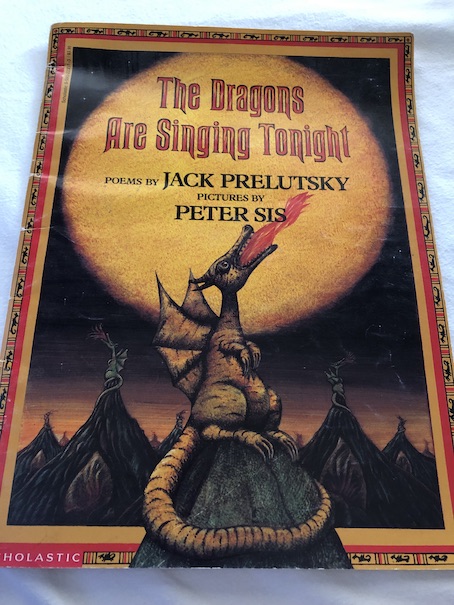 The Dragons
Are Singing Tonight
POEMS BY JACK PRELUTSKY
PICTURES BY
PETER SIS
SCHOLASTIC